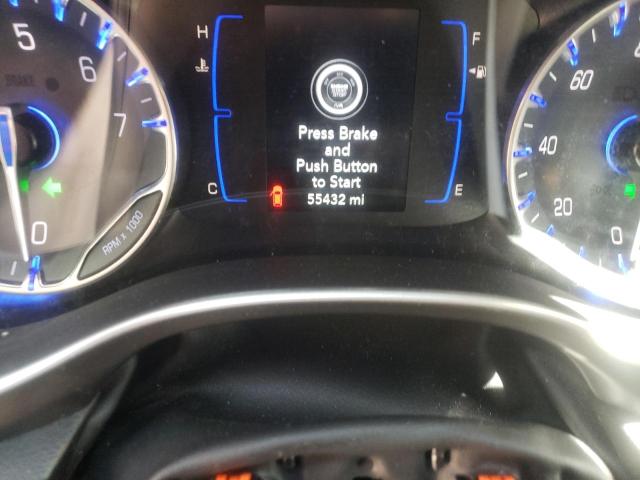 5
6
7
0
RPM x 1000
BRAKE
H
C
Press Brake
and
Push Button
to Start
55432 mi
F
E
60
40
20
0